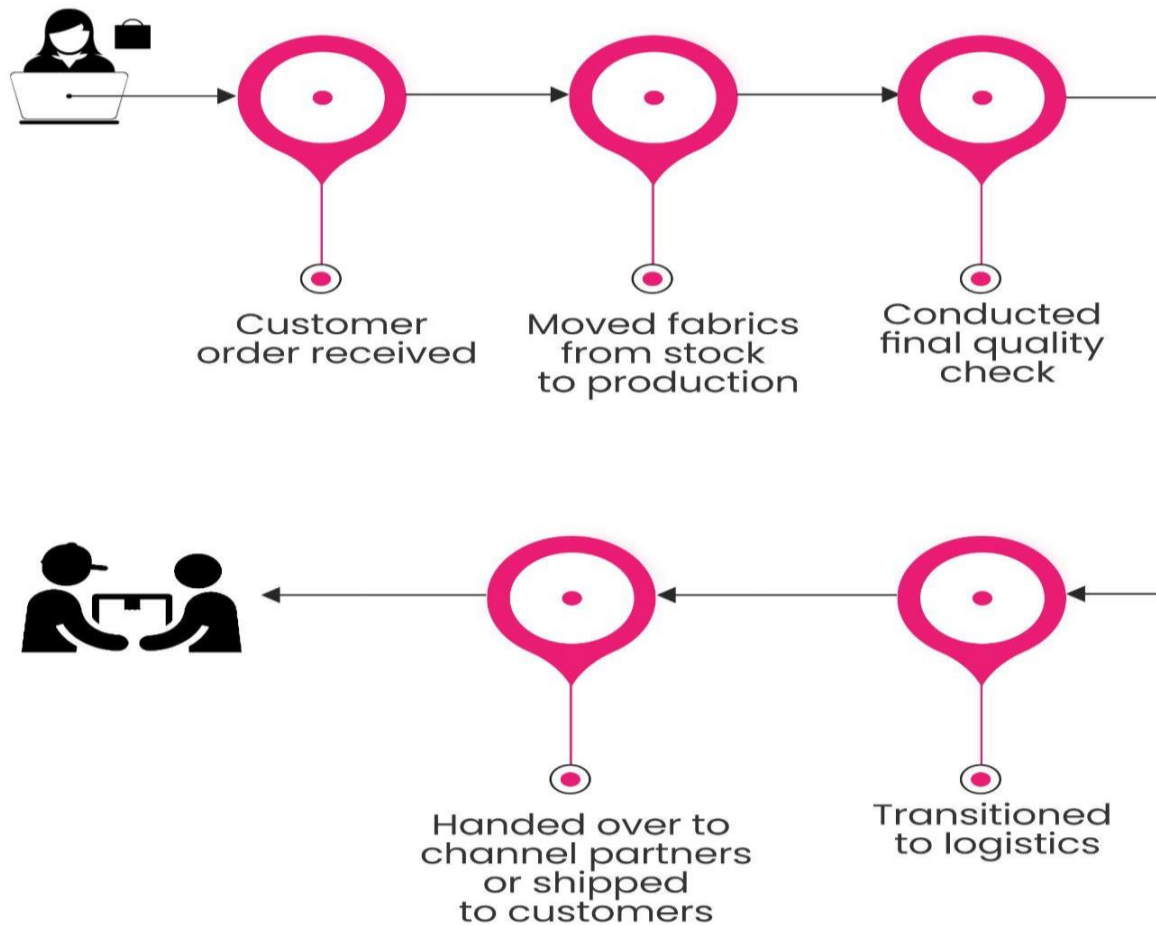 Customer
order received
Moved fabrics
from stock
to production
Conducted
final quality
check
Transitioned
to logistics
Handed over to
channel partners
or shipped
to customers